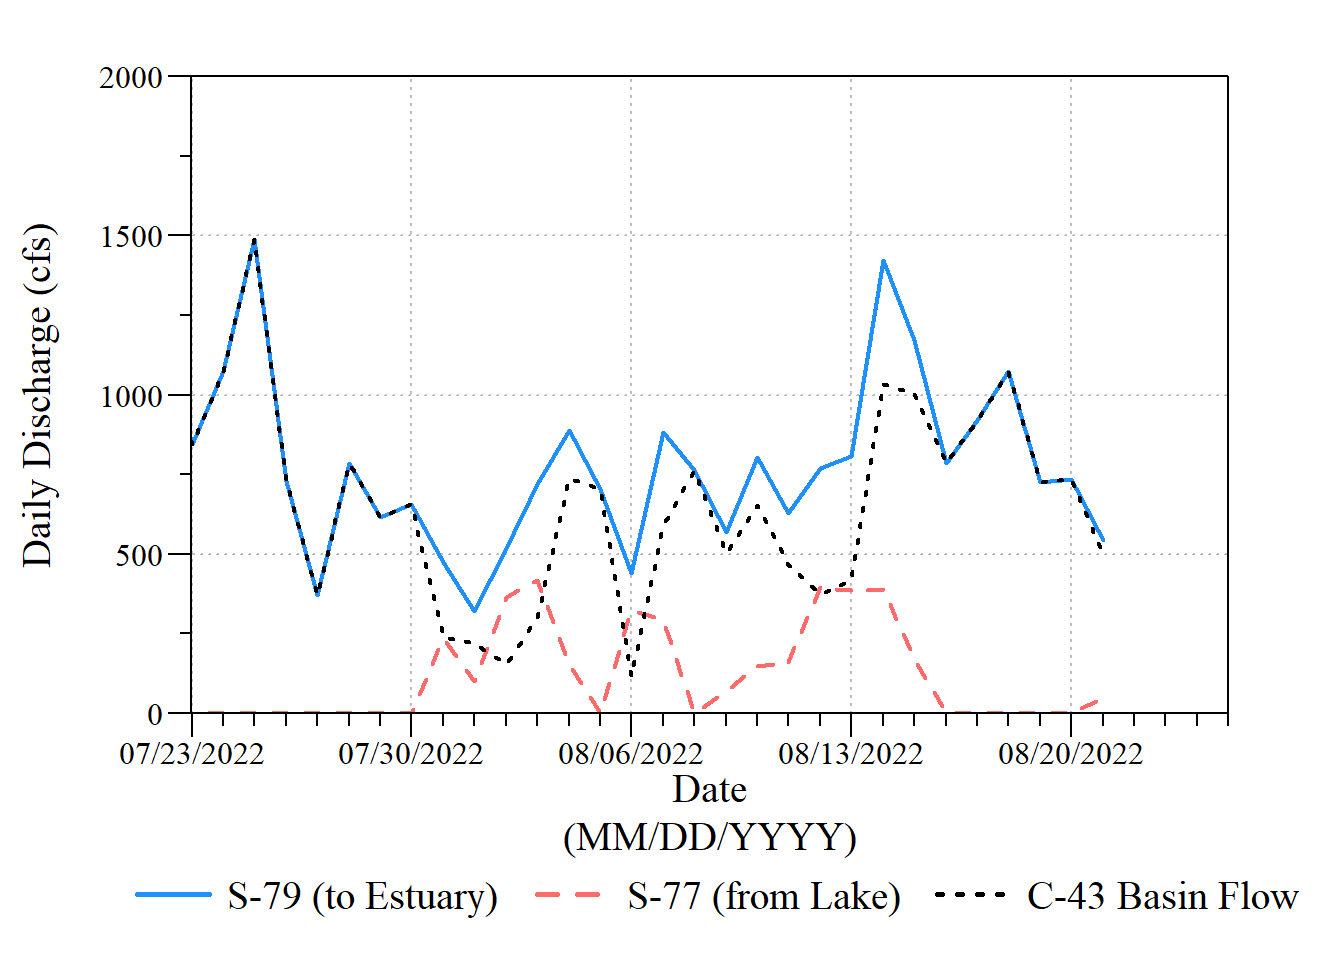 2000
1500
1000
500
0
Daily Discharge (cfs)
07/23/2022 07/30/2022 08/06/2022 08/13/2022 08/20/2022
Date
(MM/DD/YYYY)
S-79 (to Estuary) S-77 (from Lake) C-43 Basin Flow